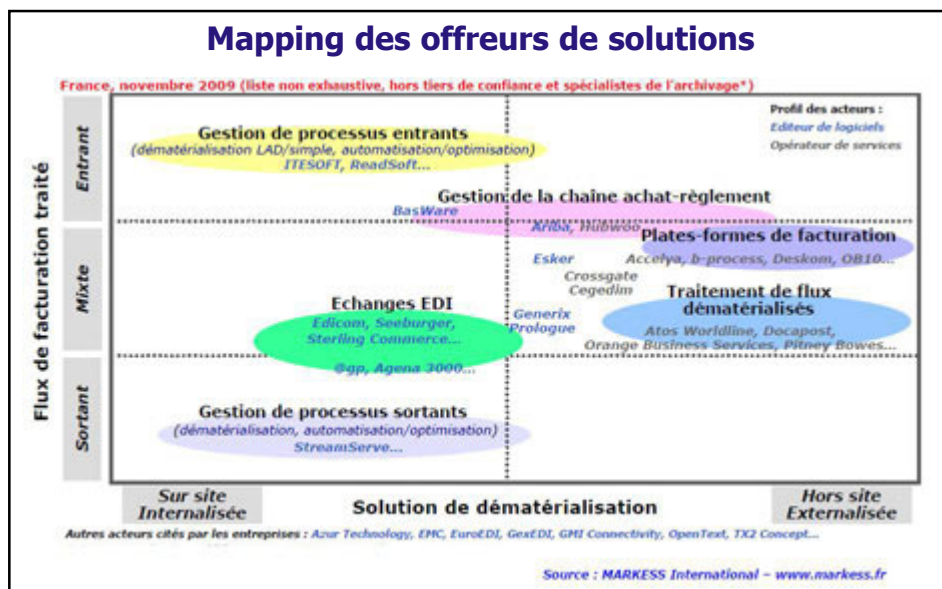 Mapping des offreurs de solutions
France, novembre 2009 (liste non exhaustive, hors tiers de confiance et spécialistes de l'archivage*)
Profil des acteurs :
Editeur de logiciels
Opérateur de services
Flux de facturation traité
Entrant
Gestion de processus entrants
(dématérialisation LAD/simple, automatisation/optimisation)
ITESOFT, ReadSoft...
Gestion de la chaîne achat-règlement
BasWare
Ariba, Hubwoo
Mixte
Plates-formes de facturation
Accelya, b-process, Deskom, OB10...
Esker
Crossgate
Cegedim
Traitement de flux
dématérialisés
Atos Worldline, Docapost,
Orange Business Services, Pitney Bowes...
Generix
Prologue
Echanges EDI
Edicom, Seeburger,
Sterling Commerce...
@gp, Agena 3000...
Sortant
Gestion de processus sortants
(dématérialisation, automatisation/optimisation)
StreamServe...
Sur site
Internalisée
Solution de dématérialisation
Hors site
Externalisée
Autres acteurs cités par les entreprises : Azur Technology, EMC, EuroEDI, GexEDI, GMI Connectivity, OpenText, TX2 Concept...
Source : MARKESS International – www.markess.fr